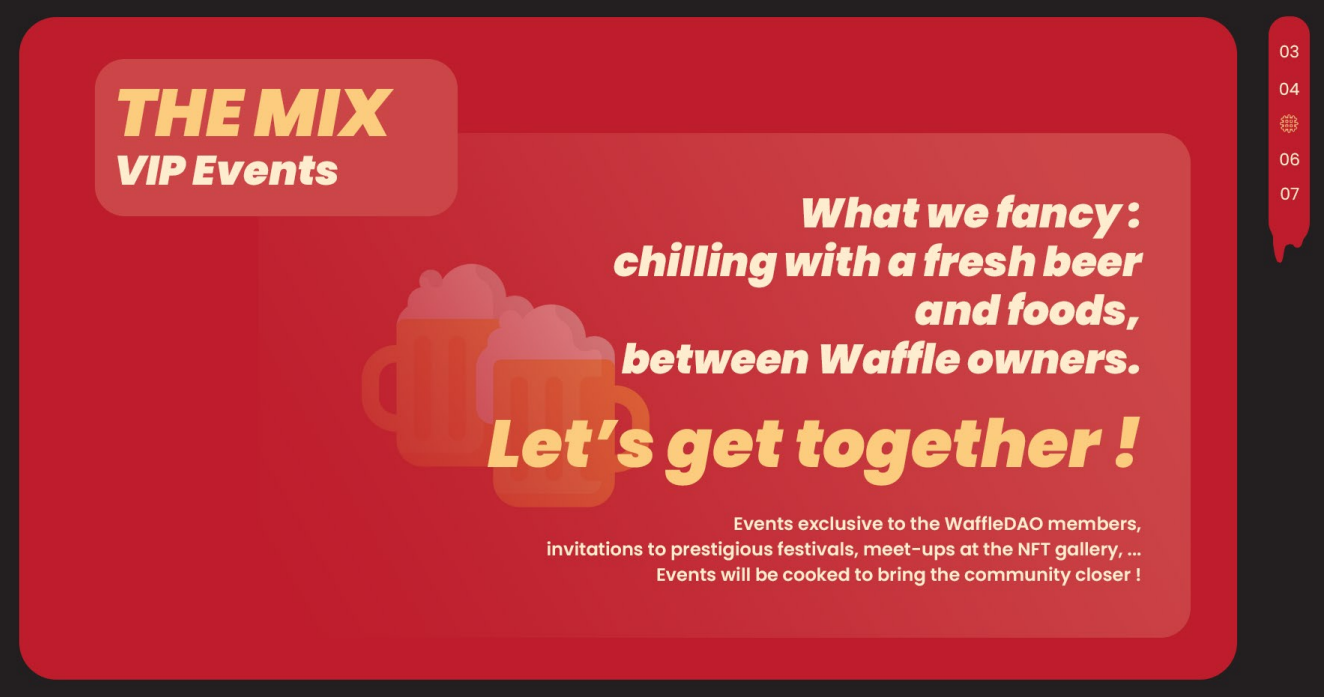 THE MIX
VIP Events
What we fancy :
chilling with a fresh beer
and foods,
between Waffle owners.
Let’s get together !
Events exclusive to the WaffleDAO members,
invitations to prestigious festivals, meet-ups at the NFT gallery, ...
Events will be cooked to bring the community closer !
03
04
06
07